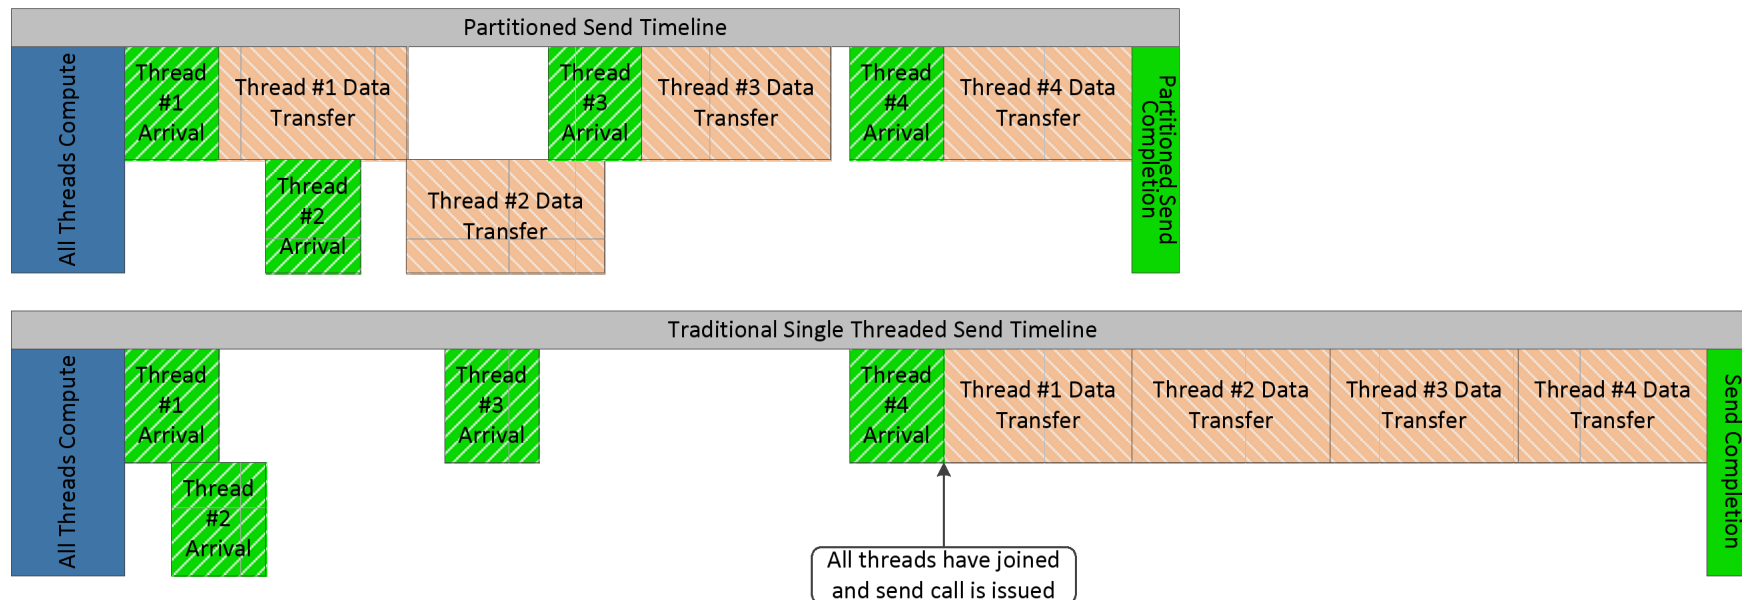 Partitioned Send Timeline
All Threads Compute
Thread
#1
Arrival
Thread #1 Data
Transfer
Thread
#2
Arrival
Thread #2 Data
Transfer
Thread
#3
Arrival
Thread #3 Data
Transfer
Thread
#4
Arrival
Thread #4 Data
Transfer
Partitioned Send
Completion
Traditional Single Threaded Send Timeline
All Threads Compute
Thread
#1
Arrival
Thread
#2
Arrival
Thread
#3
Arrival
Thread
#4
Arrival
Thread #1 Data
Transfer
Thread #2 Data
Transfer
Thread #3 Data
Transfer
Thread #4 Data
Transfer
Send Completion
All threads have joined
and send call is issued